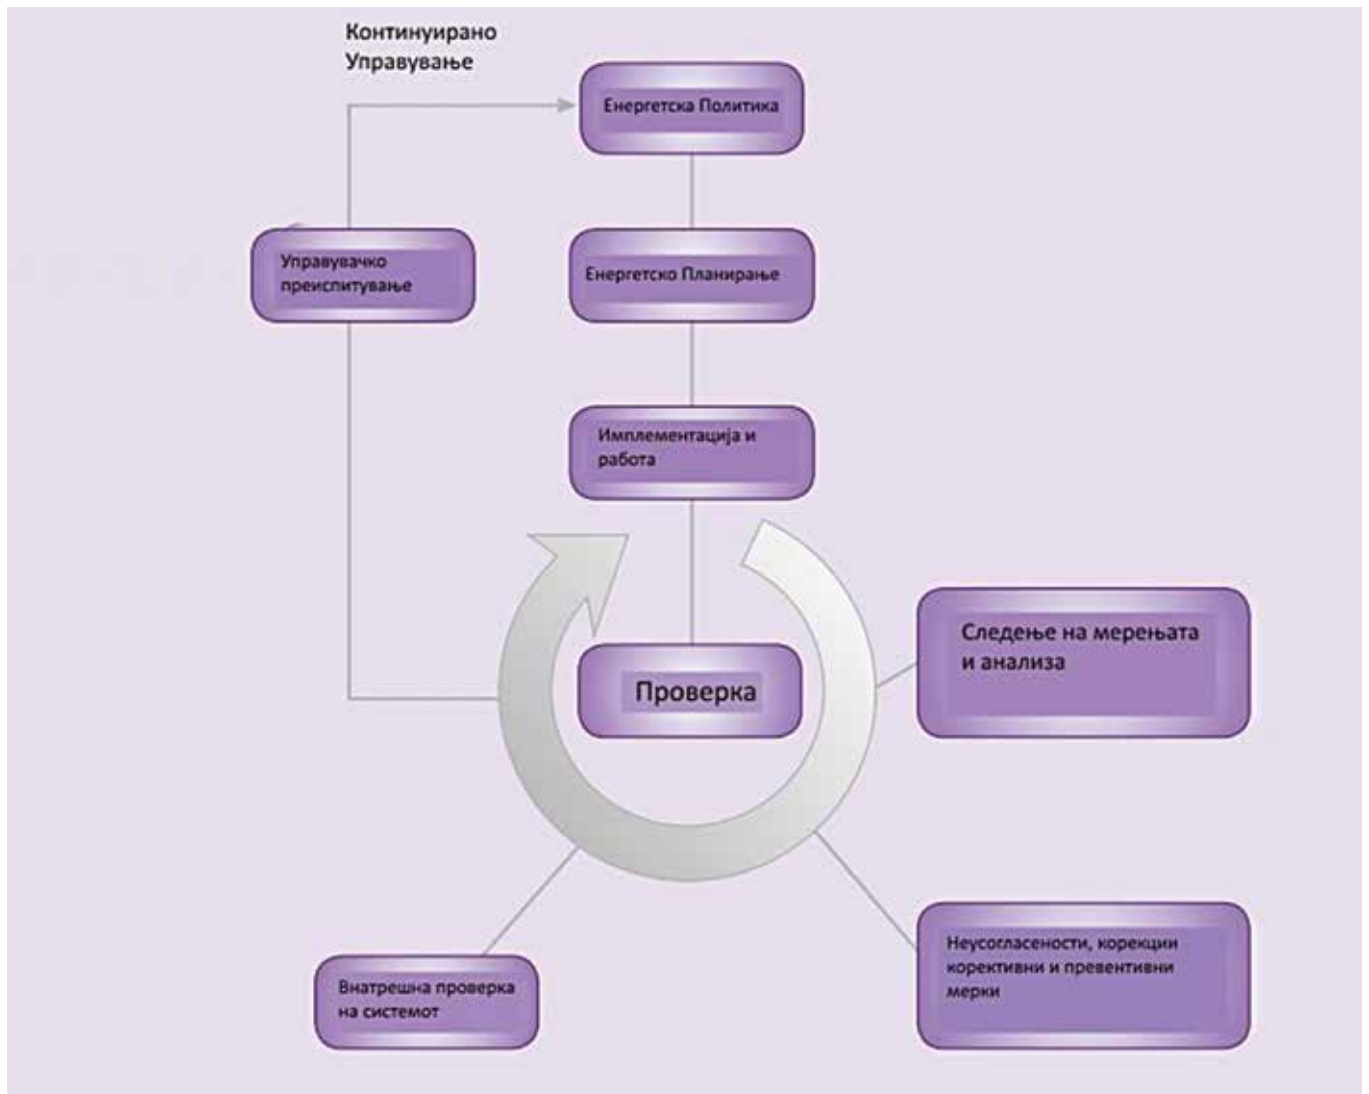 Континуирано
Управување
Енергетска Политика
Управувачко
преиспитување
Енергетско Планирање
Имплементација и
работа
Проверка
Следење на мерењата
и анализа
Неусогласености, корекции
корективни и превентивни
мерки
Внатрешна проверка
на системот